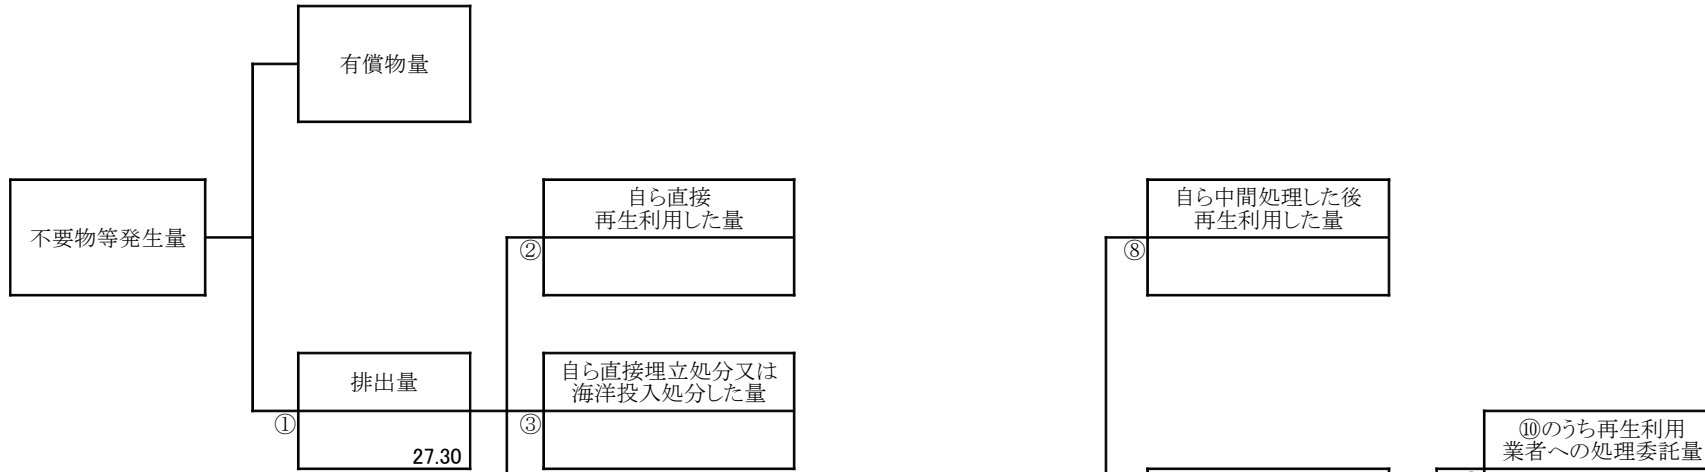 有償物量
不要物等発生量
自ら直接
再生利用した量
②
自ら中間処理した後
再生利用した量
⑧
排出量
①
27.30
自ら直接埋立処分又は
海洋投入処分した量
③
⑩のうち再生利用
業者への処理委託量